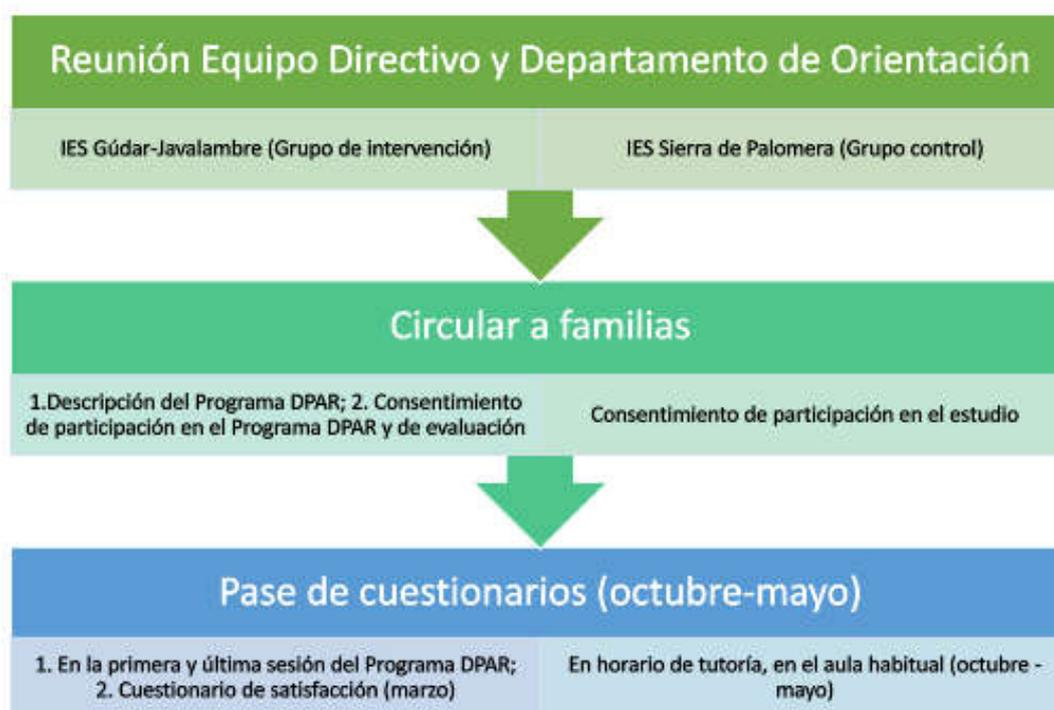 Reunión Equipo Directivo y Departamento de Orientación
IES Gúdar-Javalambre (Grupo de intervención)
IES Sierra de Palomera (Grupo control)
Circular a familias
1.Descripción del Programa DPAR; 2. Consentimiento
de participación en el Programa DPAR y de evaluación
Consentimiento de participación en el estudio
Pase de cuestionarios (octubre-mayo)
1. En la primera y última sesión del Programa DPAR;
2. Cuestionario de satisfacción (marzo)
En horario de tutoría, en el aula habitual (octubre -
mayo)